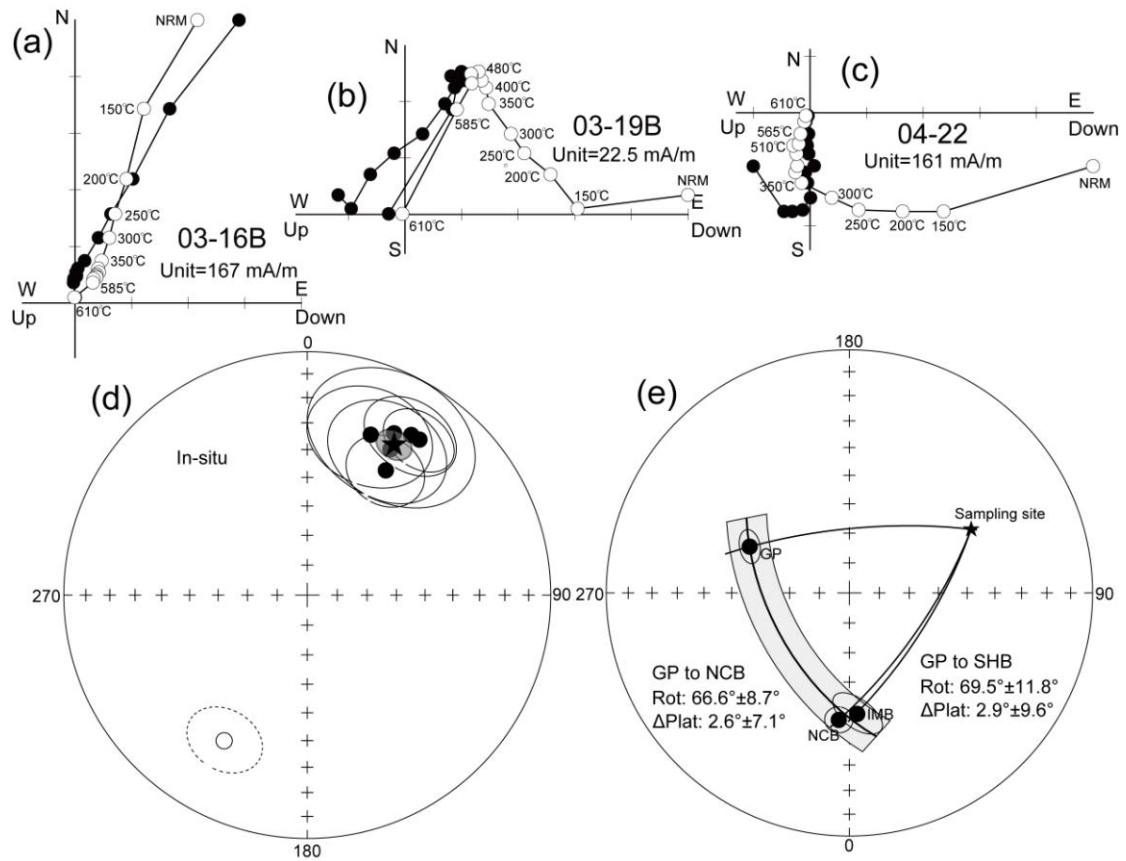 (a)
N
NRM
150°C
200°C
250°C
300°C
350°C
585°C
610°C
03-16B
Unit=167 mA/m
W
Up
E
Down
(b)
N
480°C
400°C
350°C
585°C
300°C
250°C
200°C
150°C
NRM
610°C
03-19B
Unit=22.5 mA/m
W
Up
E
Down
S
(c)
N
W
Up
E
Down
610°C
565°C
510°C
350°C
300°C
250°C
200°C
150°C
NRM
04-22
Unit=161 mA/m
S
(d)
0
In-situ
270
90
180
(e)
180
Sampling site
GP
270
90
GP to NCB
Rot: 66.6°±8.7°
ΔPlat: 2.6°±7.1°
GP to SHB
Rot: 69.5°±11.8°
ΔPlat: 2.9°±9.6°
IMB
NCB
0